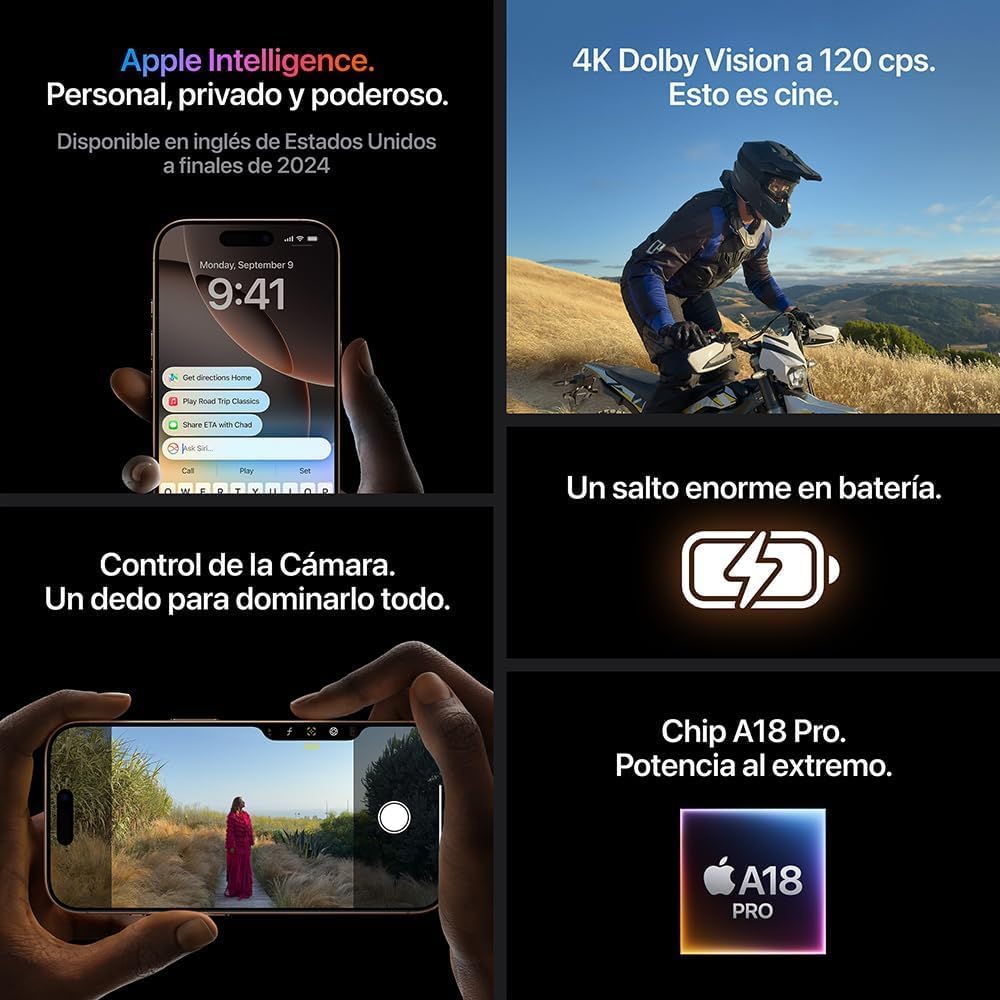 Apple Intelligence.
Personal, privado y poderoso.
Disponible en inglés de Estados Unidos
a finales de 2024
Monday, September 9
9:41
Get directions Home
Play Road Trip Classics
Share ETA with Chad
Ask Siri...
Call Play Set
Q W E R T Y U I O P
4K Dolby Vision a 120 cps.
Esto es cine.
Un salto enorme en batería.
Control de la Cámara.
Un dedo para dominarlo todo.
Chip A18 Pro.
Potencia al extremo.
A18
PRO